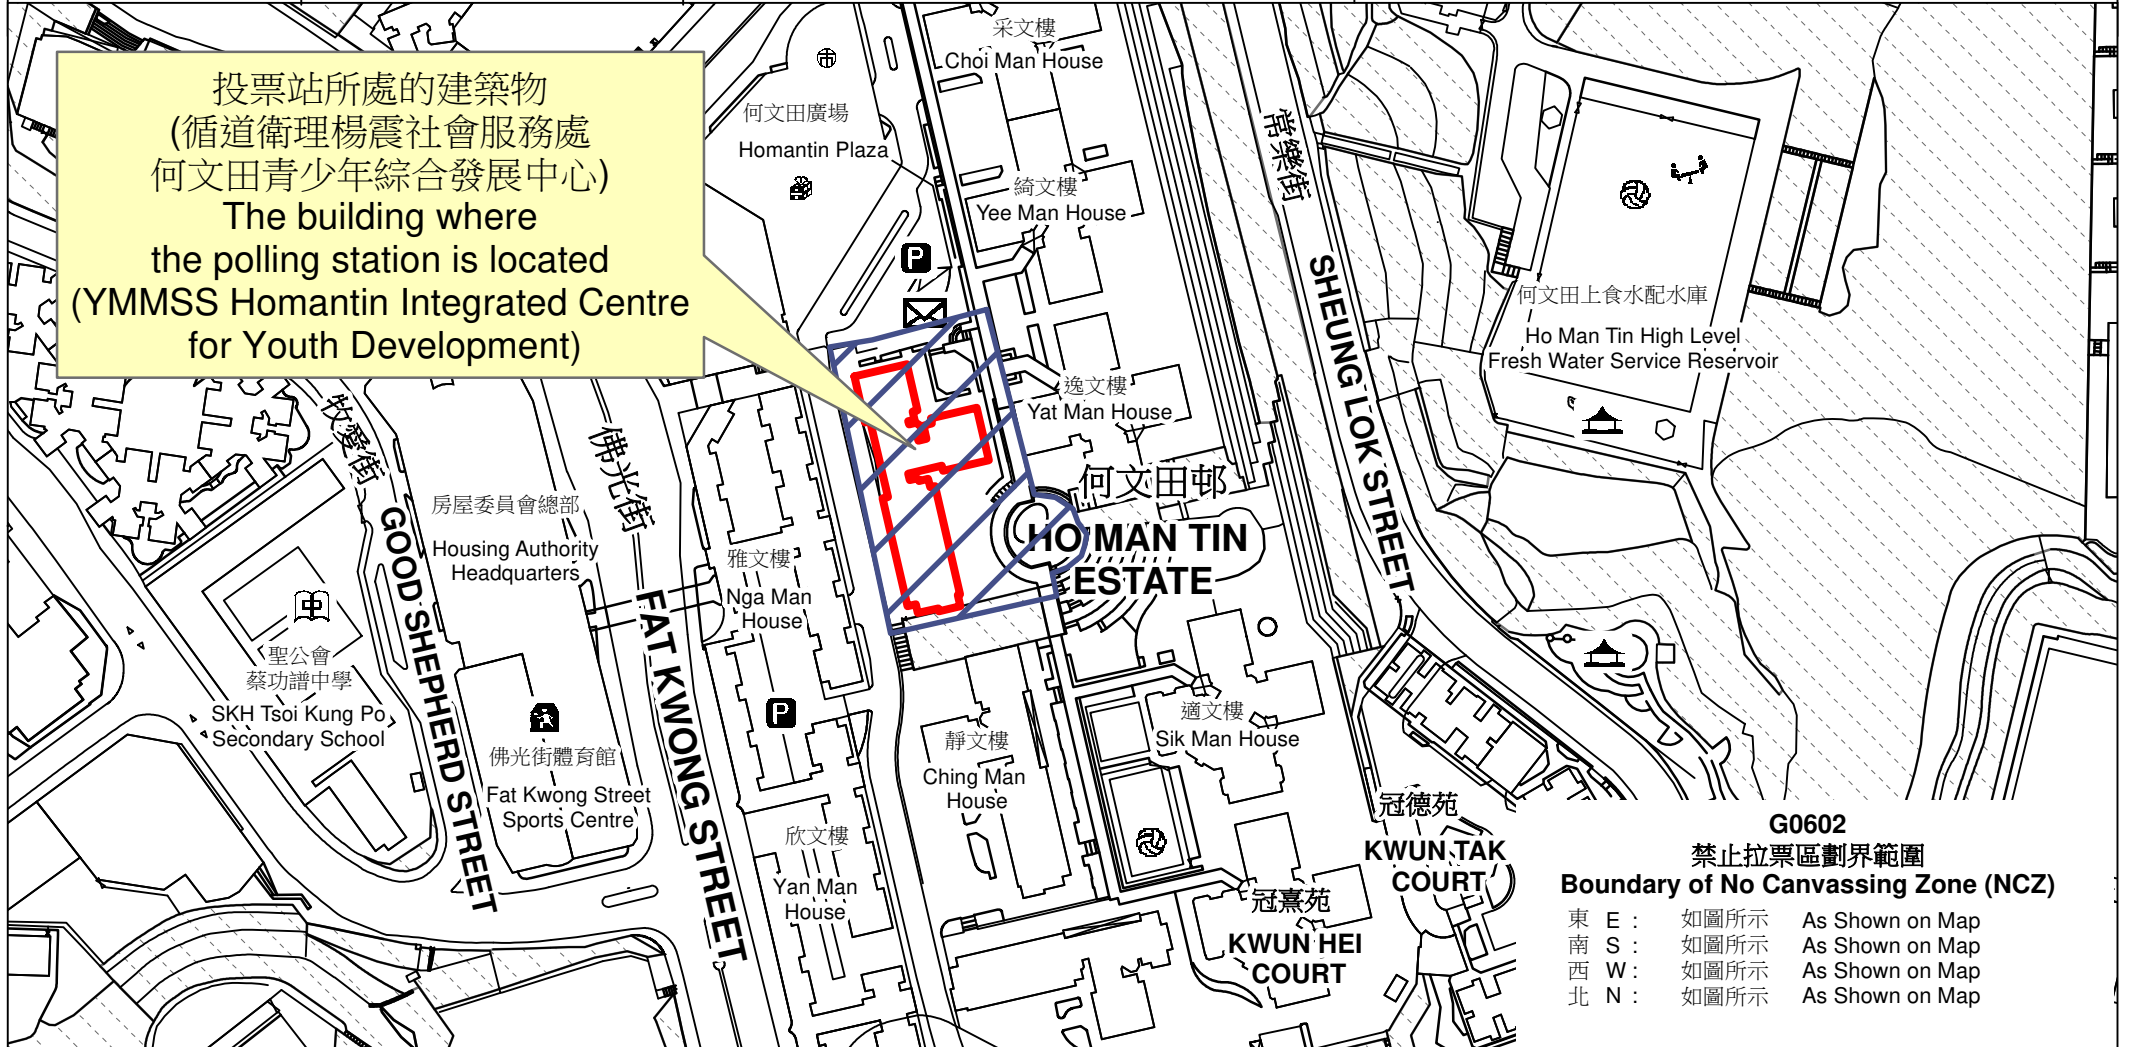 投票站所處的建築物
(循道衛理楊震社會服務處
何文田青少年綜合發展中心)
The building where
the polling station is located
(YMMSS Homantin Integrated Centre
for Youth Development)
采文樓
Choi Man House
何文田廣場
Homantin Plaza
綺文樓
Yee Man House
P
常樂街
SHEUNG LOK STREET
何文田上食水配水庫
Ho Man Tin High Level
Fresh Water Service Reservoir
逸文樓
Yat Man House
何文田邨
HO MAN TIN
ESTATE
牧愛街
GOOD SHEPHERD STREET
佛光街
FAT KWONG STREET
房屋委員會總部
Housing Authority
Headquarters
雅文樓
Nga Man
House
中
聖公會
蔡功譜中學
SKH Tsoi Kung Po
Secondary School
佛光街體育館
Fat Kwong Street
Sports Centre
P
靜文樓
Ching Man
House
適文樓
Sik Man House
欣文樓
Yan Man
House
冠德苑
KWUN TAK
COURT
冠熹苑
KWUN HEI
COURT
G0602
禁止拉票區劃界範圍
Boundary of No Canvassing Zone (NCZ)
東 E : 如圖所示 As Shown on Map
南 S : 如圖所示 As Shown on Map
西 W : 如圖所示 As Shown on Map
北 N : 如圖所示 As Shown on Map